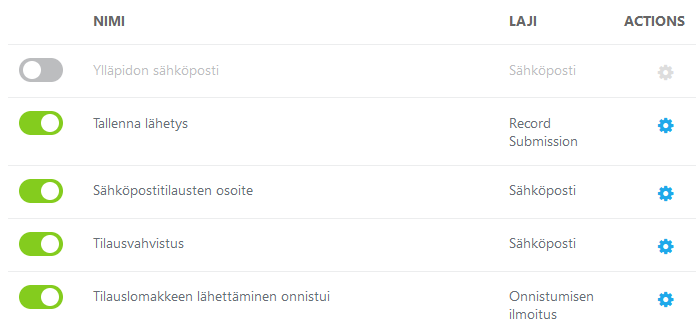 NIMI LAJI ACTIONS
Ylläpidon sähköposti Sähköposti
Tallenna lähetys Record
Submission
Sähköpostitilausten osoite Sähköposti
Tilausvahvistus Sähköposti
Tilauslomakkeen lähettäminen onnistui Onnistumisen
ilmoitus